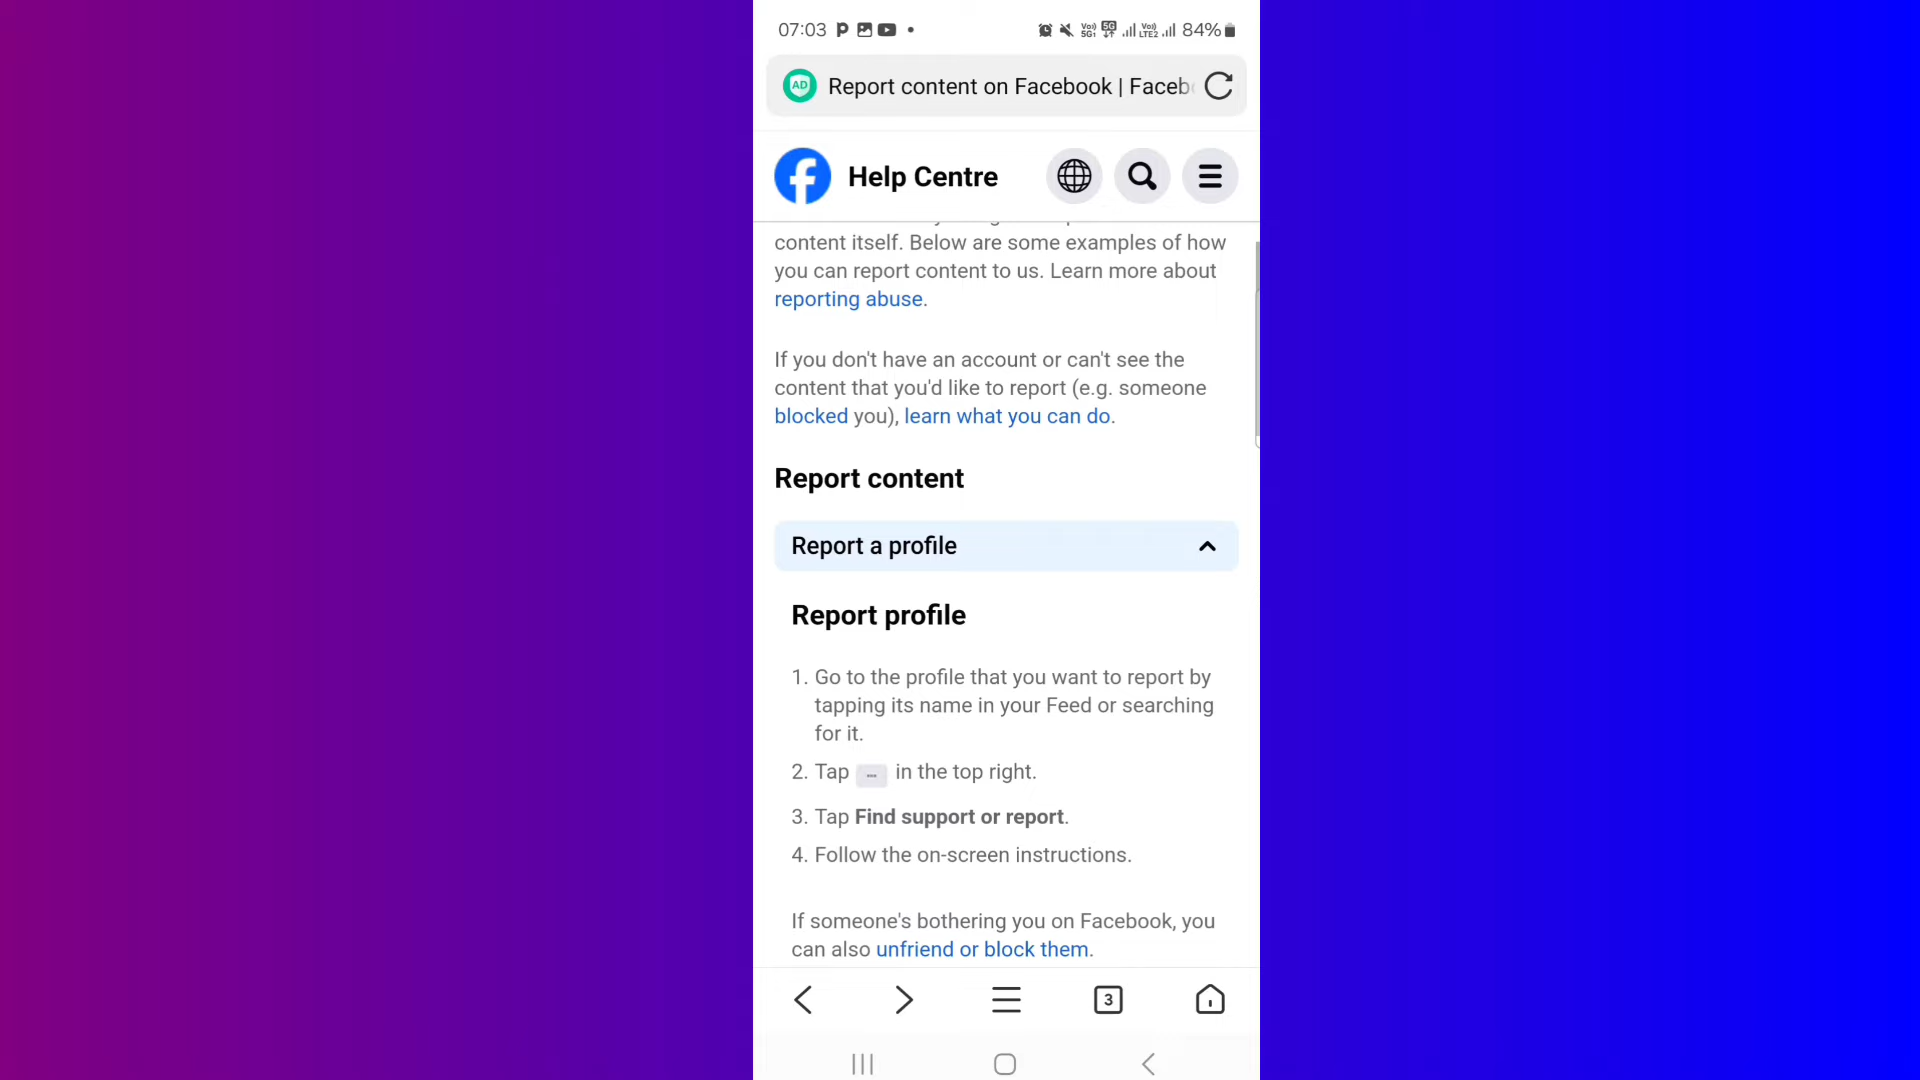 07:03 84%
AD Report content on Facebook | Faceb
Help Centre
content itself. Below are some examples of how
you can report content to us. Learn more about
reporting abuse.
If you don't have an account or can't see the
content that you'd like to report (e.g. someone
blocked you), learn what you can do.
Report content
Report a profile
Report profile
1. Go to the profile that you want to report by
tapping its name in your Feed or searching
for it.
2. Tap ··· in the top right.
3. Tap Find support or report.
4. Follow the on-screen instructions.
If someone's bothering you on Facebook, you
can also unfriend or block them.
3